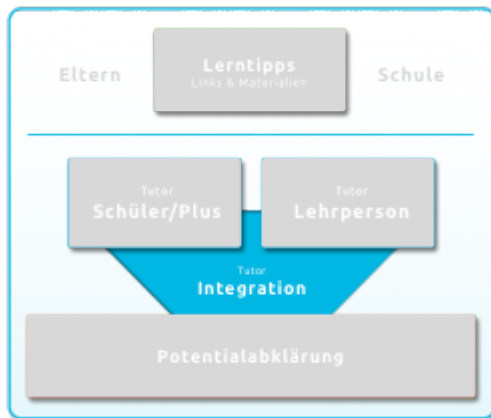 Eltern
Lerntipps
Links & Materialien
Schule
Tutor
Schüler/Plus
Tutor
Lehrperson
Tutor
Integration
Potentialabklärung